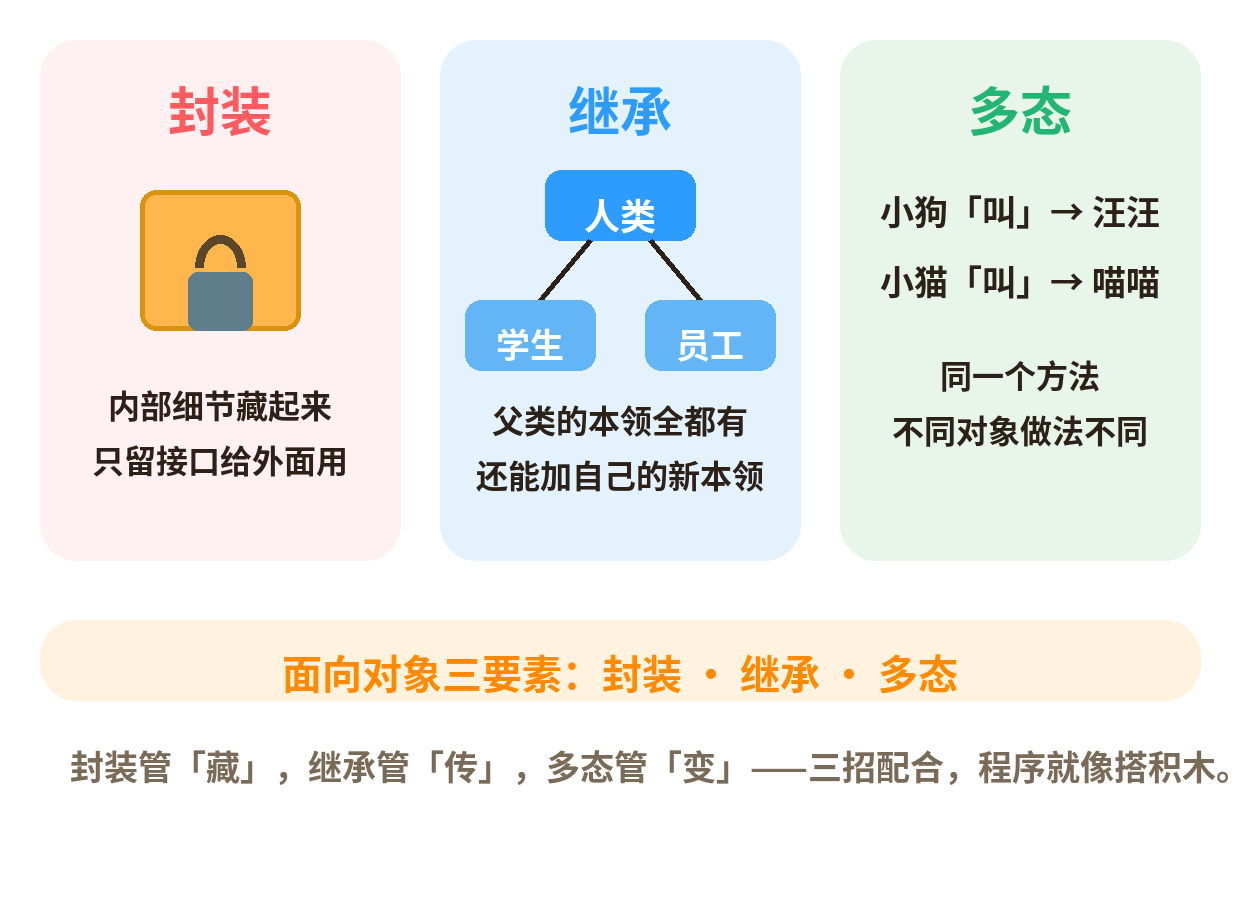 封装
内部细节藏起来
只留接口给外面用
继承
人类
学生
员工
父类的本领全都有
还能加自己的新本领
多态
小狗「叫」→ 汪汪
小猫「叫」→ 喵喵
同一个方法
不同对象做法不同
面向对象三要素：封装 · 继承 · 多态
封装管「藏」，继承管「传」，多态管「变」——三招配合，程序就像搭积木。